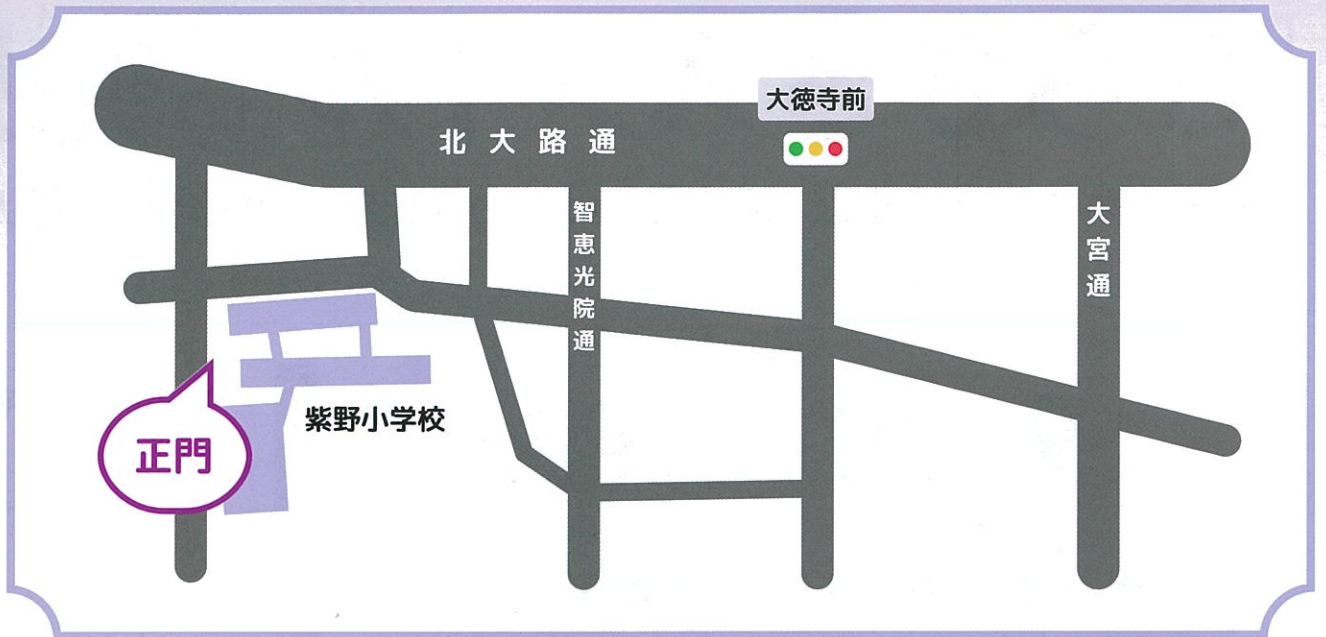 大徳寺前
北大路通
智恵光院通
大宮通
紫野小学校
正門